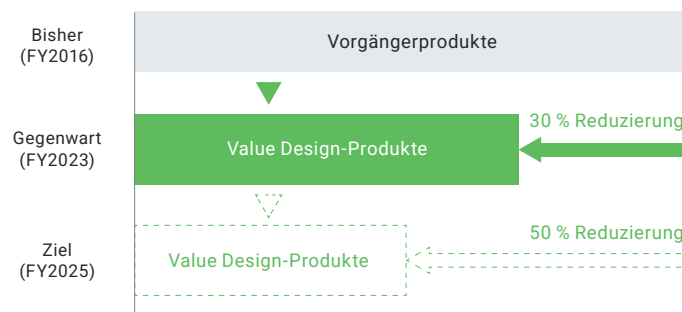 Bisher
(FY2016)
Vorgängerprodukte
30 % Reduzierung
Gegenwart
(FY2023)
Value Design-Produkte
50 % Reduzierung
Ziel
(FY2025)
Value Design-Produkte